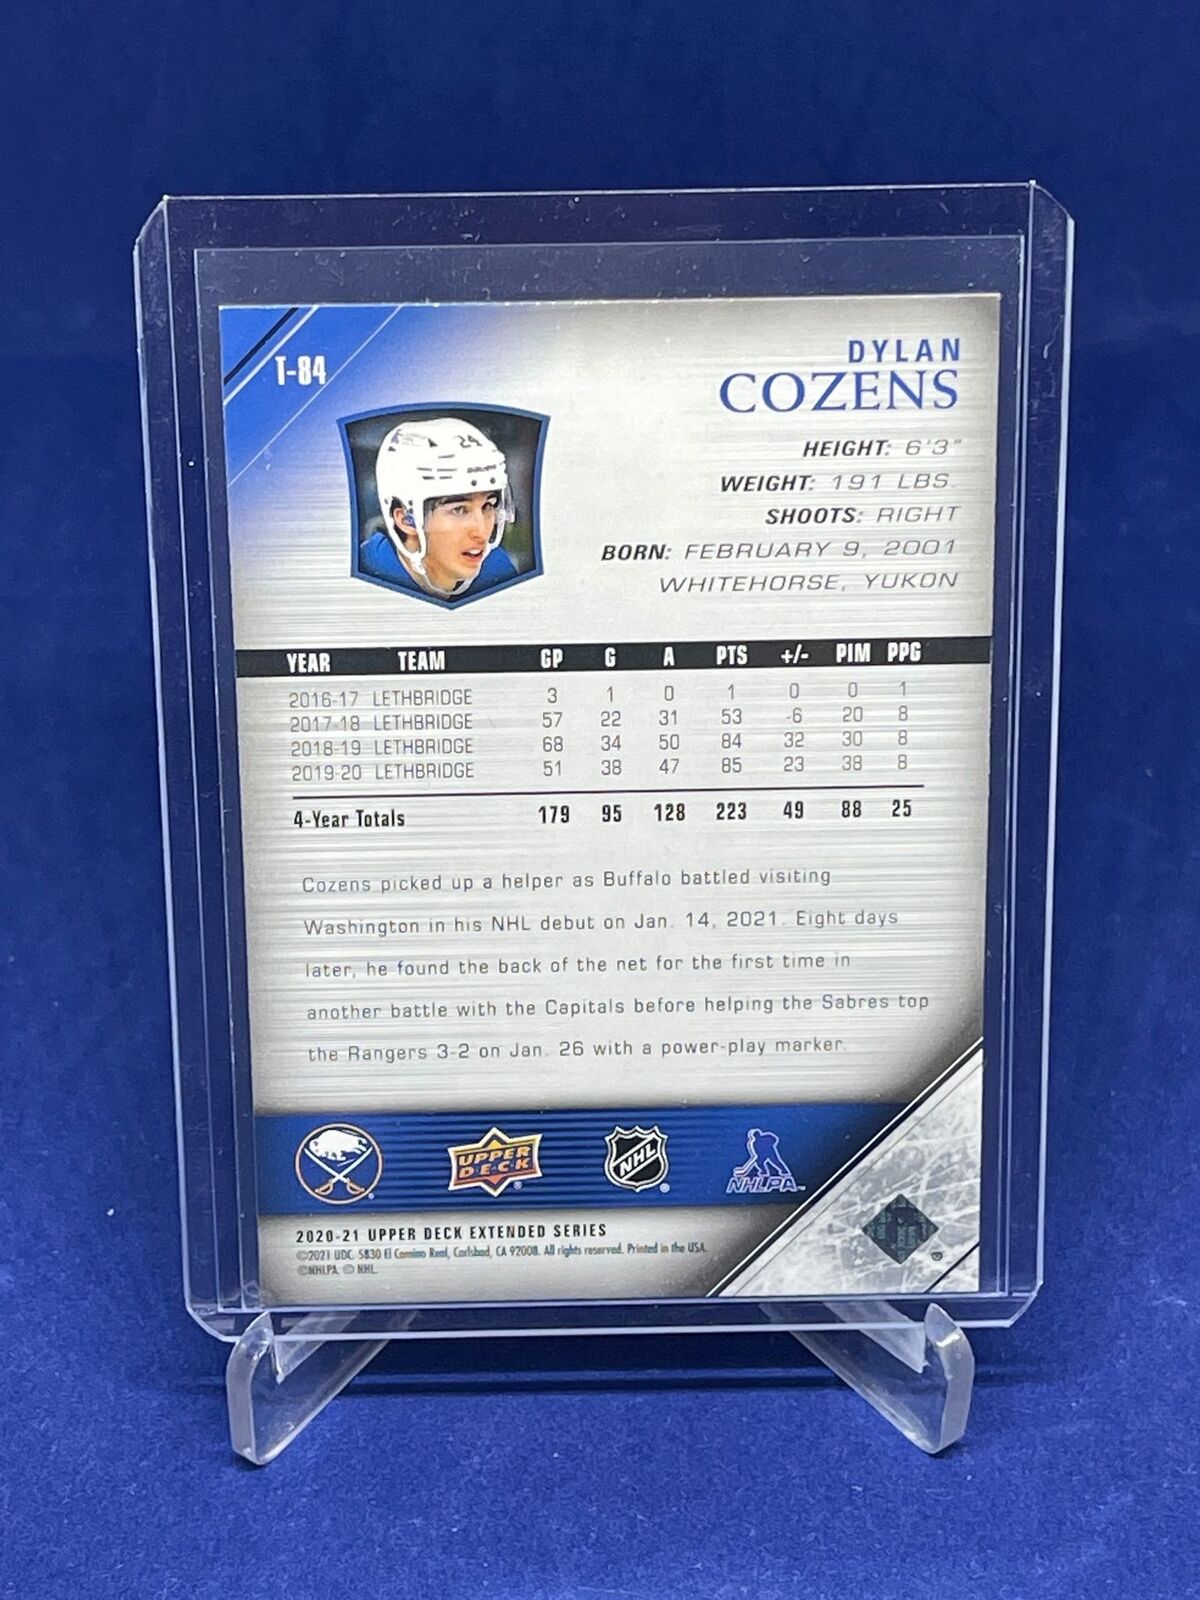 T-84
DYLAN
COZENS
24
HEIGHT: 6'3"
WEIGHT: 191 LBS.
SHOOTS: RIGHT
BORN: FEBRUARY 9, 2001
WHITEHORSE, YUKON
YEAR TEAM GP G A PTS +/- PIM PPG
2016-17 LETHBRIDGE 3 1 0 1 0 0 1
2017-18 LETHBRIDGE 57 22 31 53 -6 20 8
2018-19 LETHBRIDGE 68 34 50 84 32 30 8
2019-20 LETHBRIDGE 51 38 47 85 23 38 8
4-Year Totals 179 95 128 223 49 88 25
Cozens picked up a helper as Buffalo battled visiting
Washington in his NHL debut on Jan. 14, 2021. Eight days
later, he found the back of the net for the first time in
another battle with the Capitals before helping the Sabres top
the Rangers 3-2 on Jan. 26 with a power-play marker.
UPPER
DECK
NHL
NHLPA
2020-21 UPPER DECK EXTENDED SERIES
©2021 UDC. 5830 El Camino Real, Carlsbad, CA 92008. All rights reserved. Printed in the USA.
©NHLPA. © NHL.